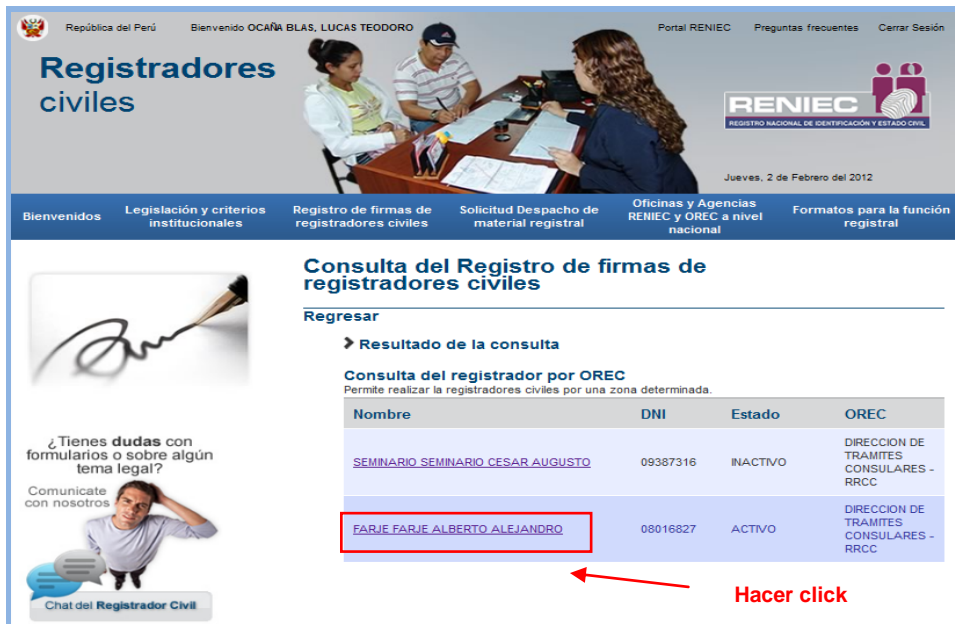 República del Perú Bienvenido OCAÑA BLAS, LUCAS TEODORO Portal RENIEC Preguntas frecuentes Cerrar Sesión
Registradores
civiles
RENIEC
REGISTRO NACIONAL DE IDENTIFICACIÓN Y ESTADO CIVIL
Jueves, 2 de Febrero del 2012
Bienvenidos
Legislación y criterios
institucionales
Registro de firmas de
registradores civiles
Solicitud Despacho de
material registral
Oficinas y Agencias
RENIEC y OREC a nivel
nacional
Formatos para la función
registral
Consulta del Registro de firmas de
registradores civiles
Regresar
Resultado de la consulta
Consulta del registrador por OREC
Permite realizar la registradores civiles por una zona determinada.
Nombre DNI Estado OREC
SEMINARIO SEMINARIO CESAR AUGUSTO 09387316 INACTIVO
DIRECCION DE
TRAMITES
CONSULARES -
RRCC
FARJE FARJE ALBERTO ALEJANDRO 08016827 ACTIVO
DIRECCION DE
TRAMITES
CONSULARES -
RRCC
Hacer click
¿Tienes dudas con
formularios o sobre algún
tema legal?
Comunicate
con nosotros
Chat del Registrador Civil